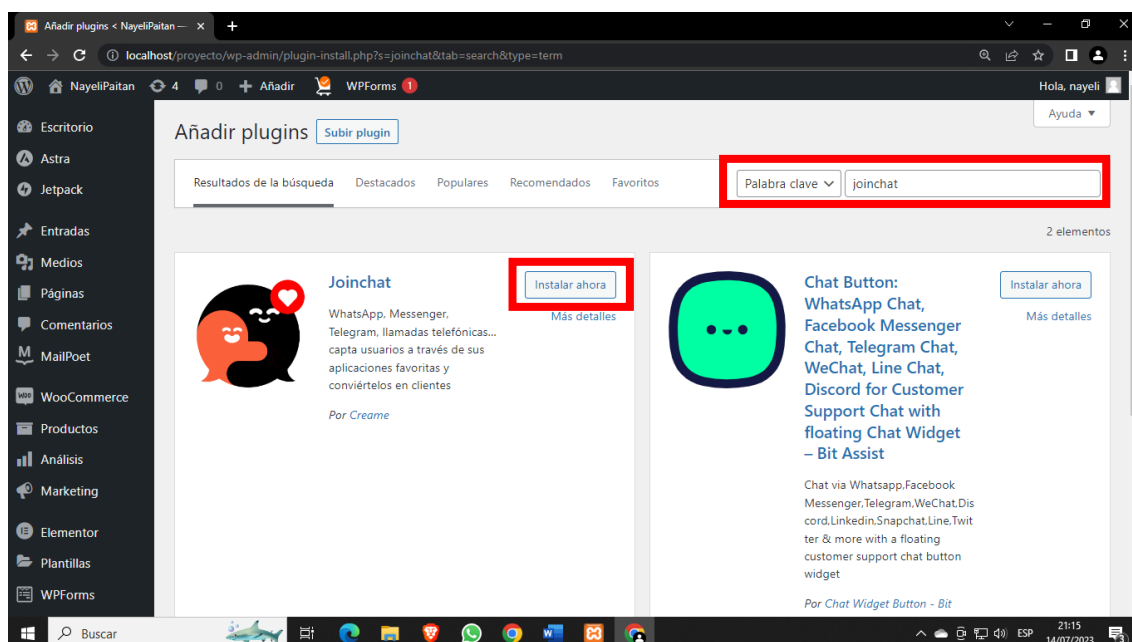 Añadir plugins < NayeliPaitan —
localhost/proyecto/wp-admin/plugin-install.php?s=joinchat&tab=search&type=term
NayeliPaitan 4 0 Añadir WPForms 1 Hola, nayeli
Ayuda
Escritorio
Astra
Jetpack
Entradas
Medios
Páginas
Comentarios
MailPoet
WooCommerce
Productos
Análisis
Marketing
Elementor
Plantillas
WPForms
Añadir plugins Subir plugin
Resultados de la búsqueda Destacados Populares Recomendados Favoritos Palabra clave joinchat
2 elementos
Joinchat
Instalar ahora
Más detalles
WhatsApp, Messenger,
Telegram, llamadas telefónicas...
capta usuarios a través de sus
aplicaciones favoritas y
conviértelos en clientes
Por Creame
Chat Button:
WhatsApp Chat,
Facebook Messenger
Chat, Telegram Chat,
WeChat, Line Chat,
Discord for Customer
Support Chat with
floating Chat Widget
– Bit Assist
Instalar ahora
Más detalles
Chat via Whatsapp,Facebook
Messenger,Telegram,WeChat,Dis
cord,Linkedin,Snapchat,Line,Twit
ter & more with a floating
customer support chat button
widget
Por Chat Widget Button - Bit
Buscar
ESP
21:15
14/07/2023